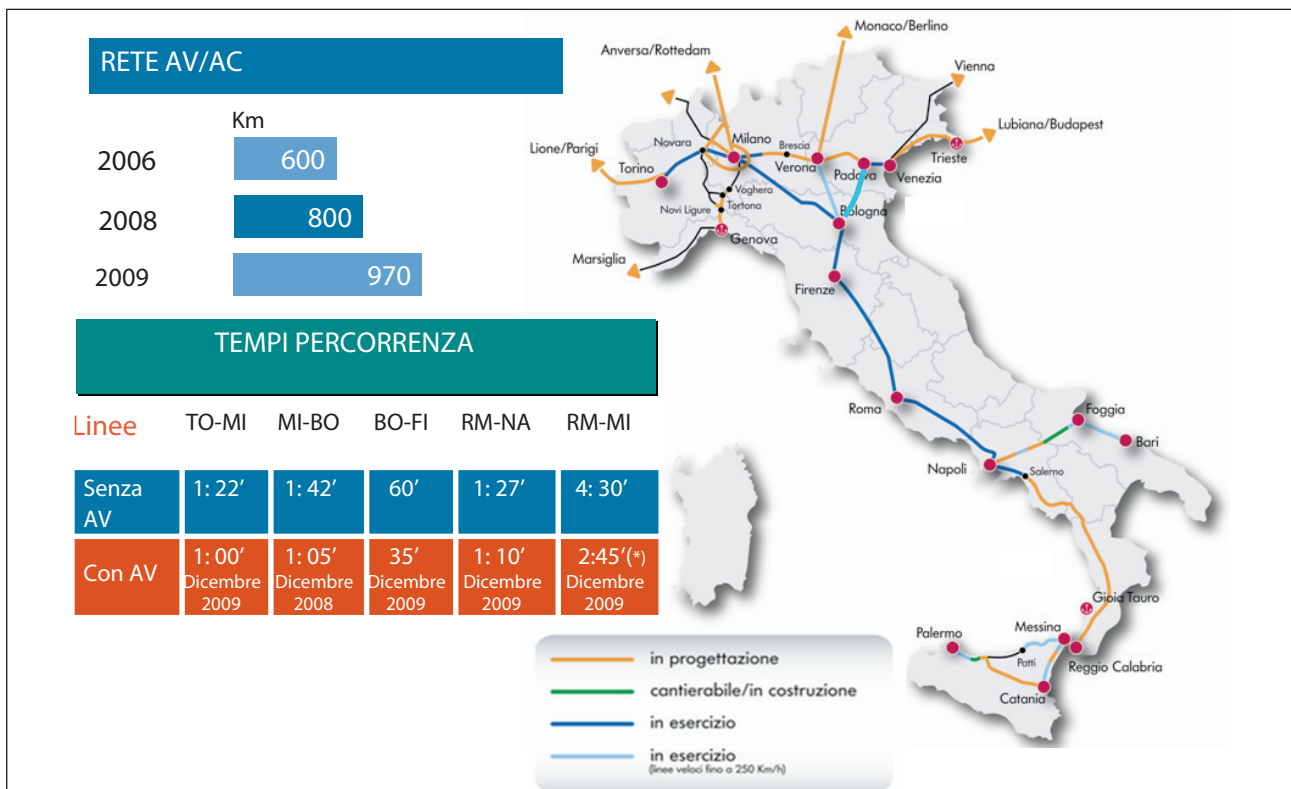 RETE AV/AC
Km
2006 600
2008 800
2009 970
TEMPI PERCORRENZA
Linee TO-MI MI-BO BO-FI RM-NA RM-MI
Senza AV 1: 22' 1: 42' 60' 1: 27' 4: 30'
Con AV 1: 00' 1: 05' 35' 1: 10' 2:45'(*)
Dicembre Dicembre Dicembre Dicembre Dicembre
2009 2008 2009 2009 2009
Monaco/Berlino
Anversa/Rottedam
Vienna
Lubiana/Budapest
Lione/Parigi
Novara
Milano
Brescia
Verona
Padova
Venezia
Trieste
Torino
Voghera
Tortona
Novi Ligure
Genova
Bologna
Marsiglia
Firenze
Roma
Foggia
Bari
Napoli
Salerno
Gioia Tauro
Palermo
Messina
Patti
Reggio Calabria
Catania
in progettazione
cantierabile/in costruzione
in esercizio
in esercizio
(linee veloci fino a 250 Km/h)